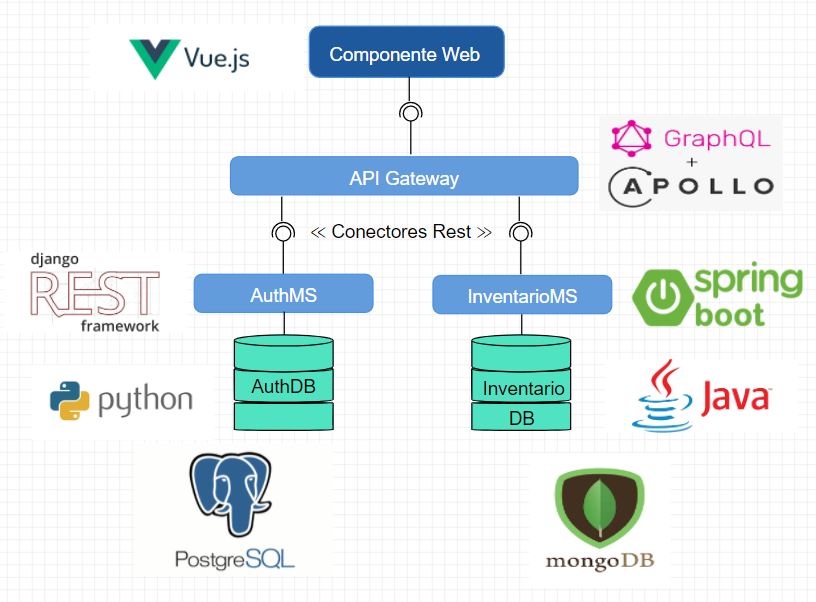 Vue.js
Componente Web
GraphQL
+
APOLLO
API Gateway
<< Conectores Rest >>
django
REST
framework
AuthMS
InventarioMS
spring
boot
AuthDB
Inventario
DB
python
Java™
PostgreSQL
mongoDB